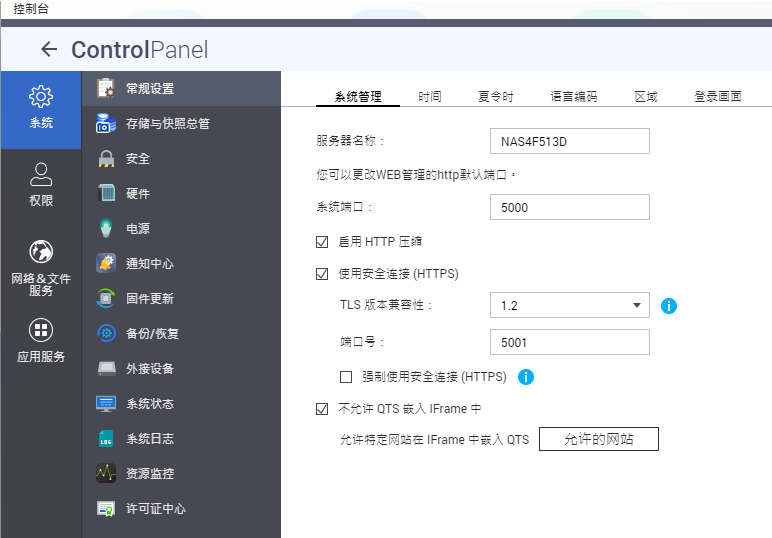 控制台
ControlPanel
系统
权限
网络&文件
服务
应用服务
常规设置
存储与快照总管
安全
硬件
电源
通知中心
固件更新
备份/恢复
外接设备
系统状态
系统日志
资源监控
许可证中心
系统管理 时间 夏令时 语言编码 区域 登录画面
服务器名称： NAS4F513D
您可以更改WEB管理的http默认端口。
系统端口： 5000
启用 HTTP 压缩
使用安全连接 (HTTPS)
TLS 版本兼容性： 1.2
端口号： 5001
强制使用安全连接 (HTTPS)
不允许 QTS 嵌入 IFrame 中
允许特定网站在 IFrame 中嵌入 QTS 允许的网站